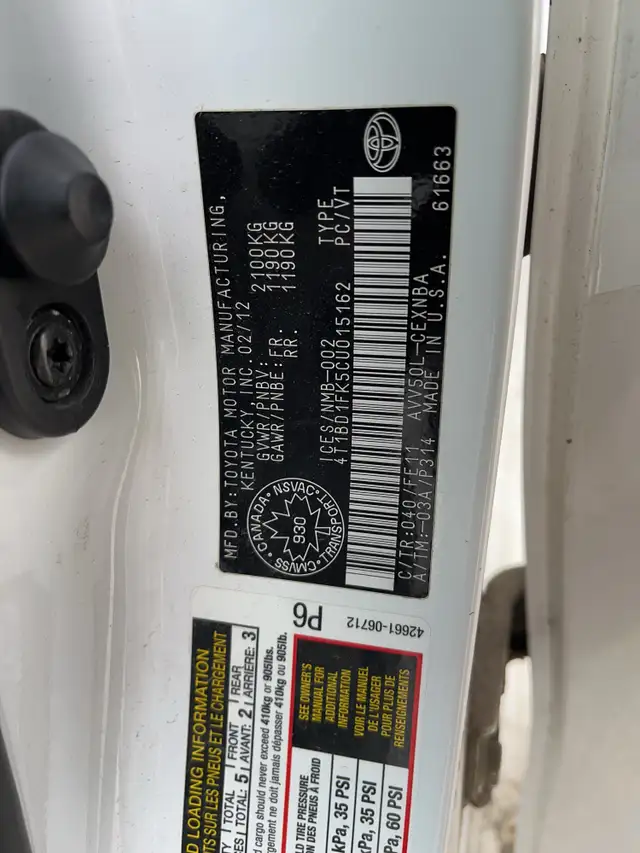 MFD.BY:TOYOTA MOTOR MANUFACTURING,
KENTUCKY, INC. 02/12
GVWR/PNBV: 2100KG
GAWR/PNBE:FR. 1190KG
RR. 1190KG
CANADA · NSVAC · TRANSPORT · CMVSS
930
ICES/NMB-002 TYPE
4T1BD1FK5CU015162 PC/VT
C/TR:040/FE11 AVV50L-CEXNBA
A/TM:-03A/P314 MADE IN U.S.A. 61663
LOADING INFORMATION
SUR LES PNEUS ET LE CHARGEMENT
TOTAL FRONT REAR
TOTAL: 5 AVANT: 2 ARRIÈRE: 3
cargo should never exceed 410kg or 905lbs.
ne doit jamais dépasser 410kg ou 905lb.
P6
42661-06712
TIRE PRESSURE
DES PNEUS À FROID
kPa, 35 PSI
kPa, 35 PSI
kPa, 60 PSI
SEE OWNER'S
MANUAL FOR
ADDITIONAL
INFORMATION
VOIR LE MANUEL
DE L'USAGER
POUR PLUS DE
RENSEIGNEMENTS